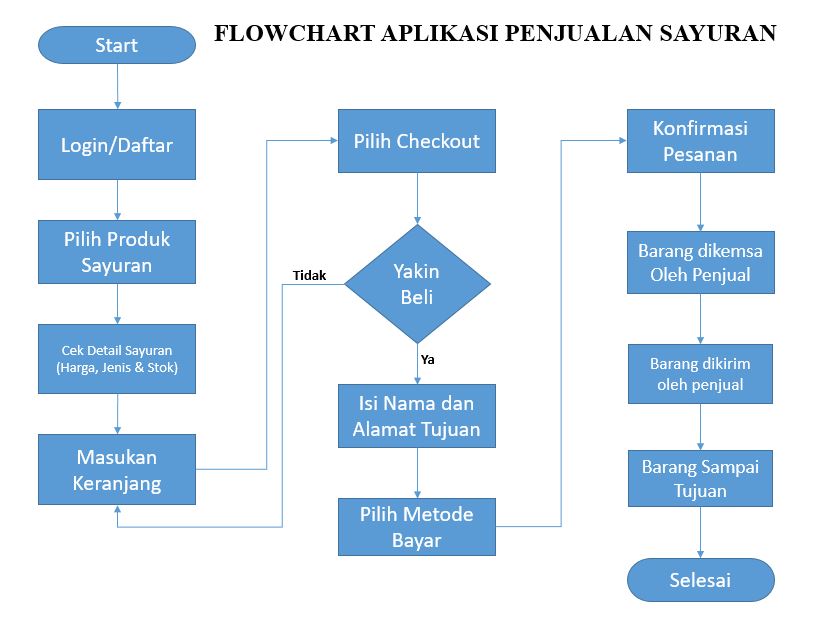 FLOWCHART APLIKASI PENJUALAN SAYURAN
Start
Login/Daftar
Pilih Produk
Sayuran
Cek Detail Sayuran
(Harga, Jenis & Stok)
Masukan
Keranjang
Pilih Checkout
Yakin
Beli
Tidak
Ya
Isi Nama dan
Alamat Tujuan
Pilih Metode
Bayar
Konfirmasi
Pesanan
Barang dikemsa
Oleh Penjual
Barang dikirim
oleh penjual
Barang Sampai
Tujuan
Selesai